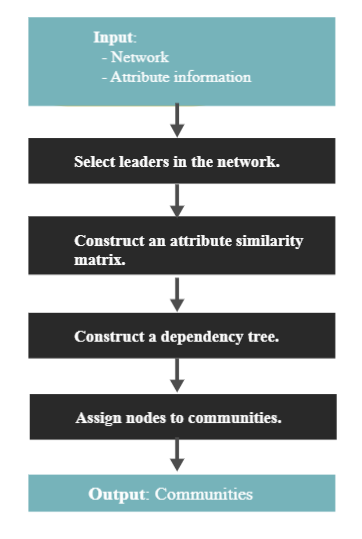 Input:
- Network
- Attribute information
Select leaders in the network.
Construct an attribute similarity
matrix.
Construct a dependency tree.
Assign nodes to communities.
Output: Communities